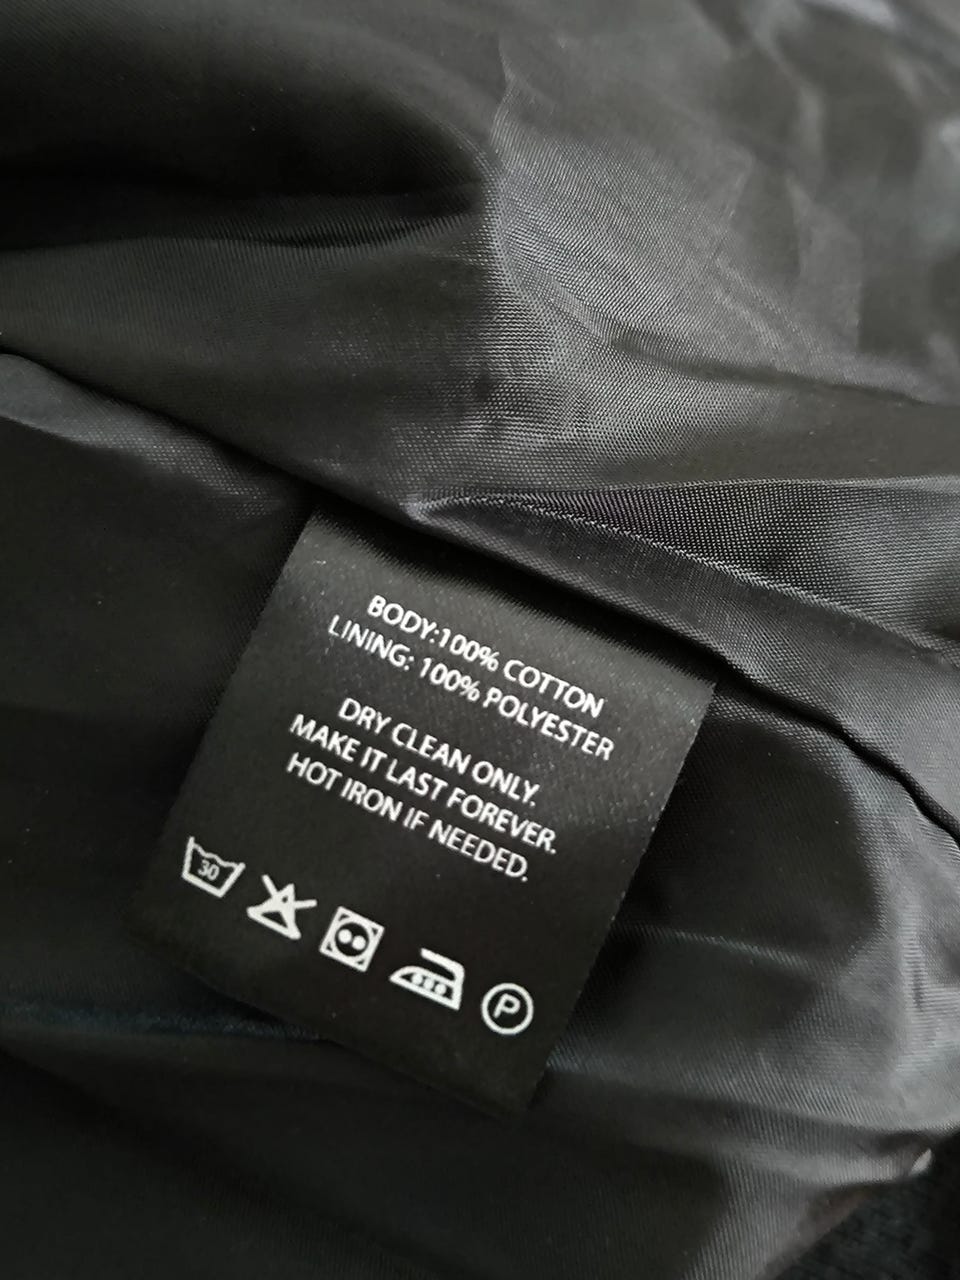 BODY:100% COTTON
LINING: 100% POLYESTER
DRY CLEAN ONLY.
MAKE IT LAST FOREVER.
HOT IRON IF NEEDED.
30
P